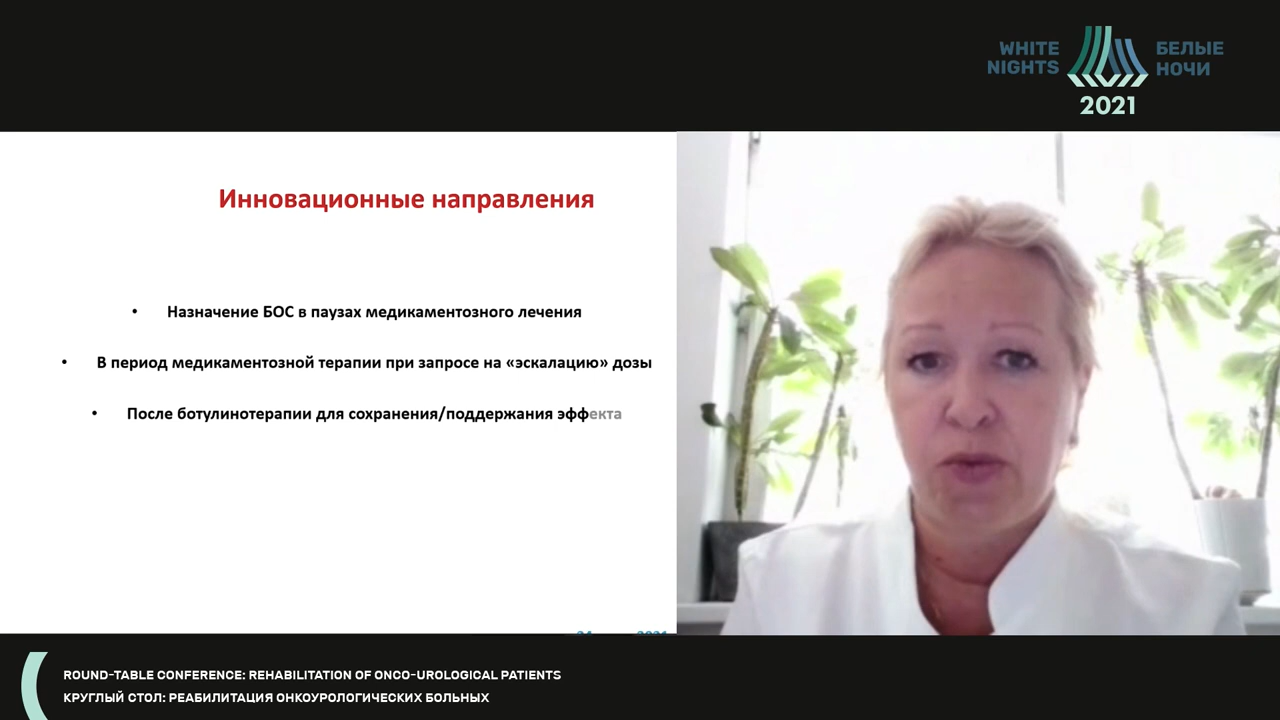 WHITE
NIGHTS
БЕЛЫЕ
НОЧИ
2021
Инновационные направления
• Назначение БОС в паузах медикаментозного лечения
• В период медикаментозной терапии при запросе на «эскалацию» дозы
• После ботулинотерапии для сохранения/поддержания эффекта
ROUND-TABLE CONFERENCE: REHABILITATION OF ONCO-UROLOGICAL PATIENTS
КРУГЛЫЙ СТОЛ: РЕАБИЛИТАЦИЯ ОНКОУРОЛОГИЧЕСКИХ БОЛЬНЫХ